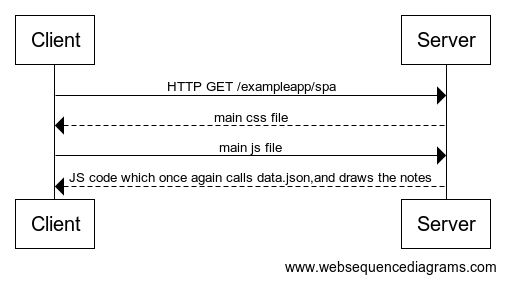 Client
Server
HTTP GET /exampleapp/spa
main css file
main js file
JS code which once again calls data.json,and draws the notes
Client
Server
www.websequencediagrams.com